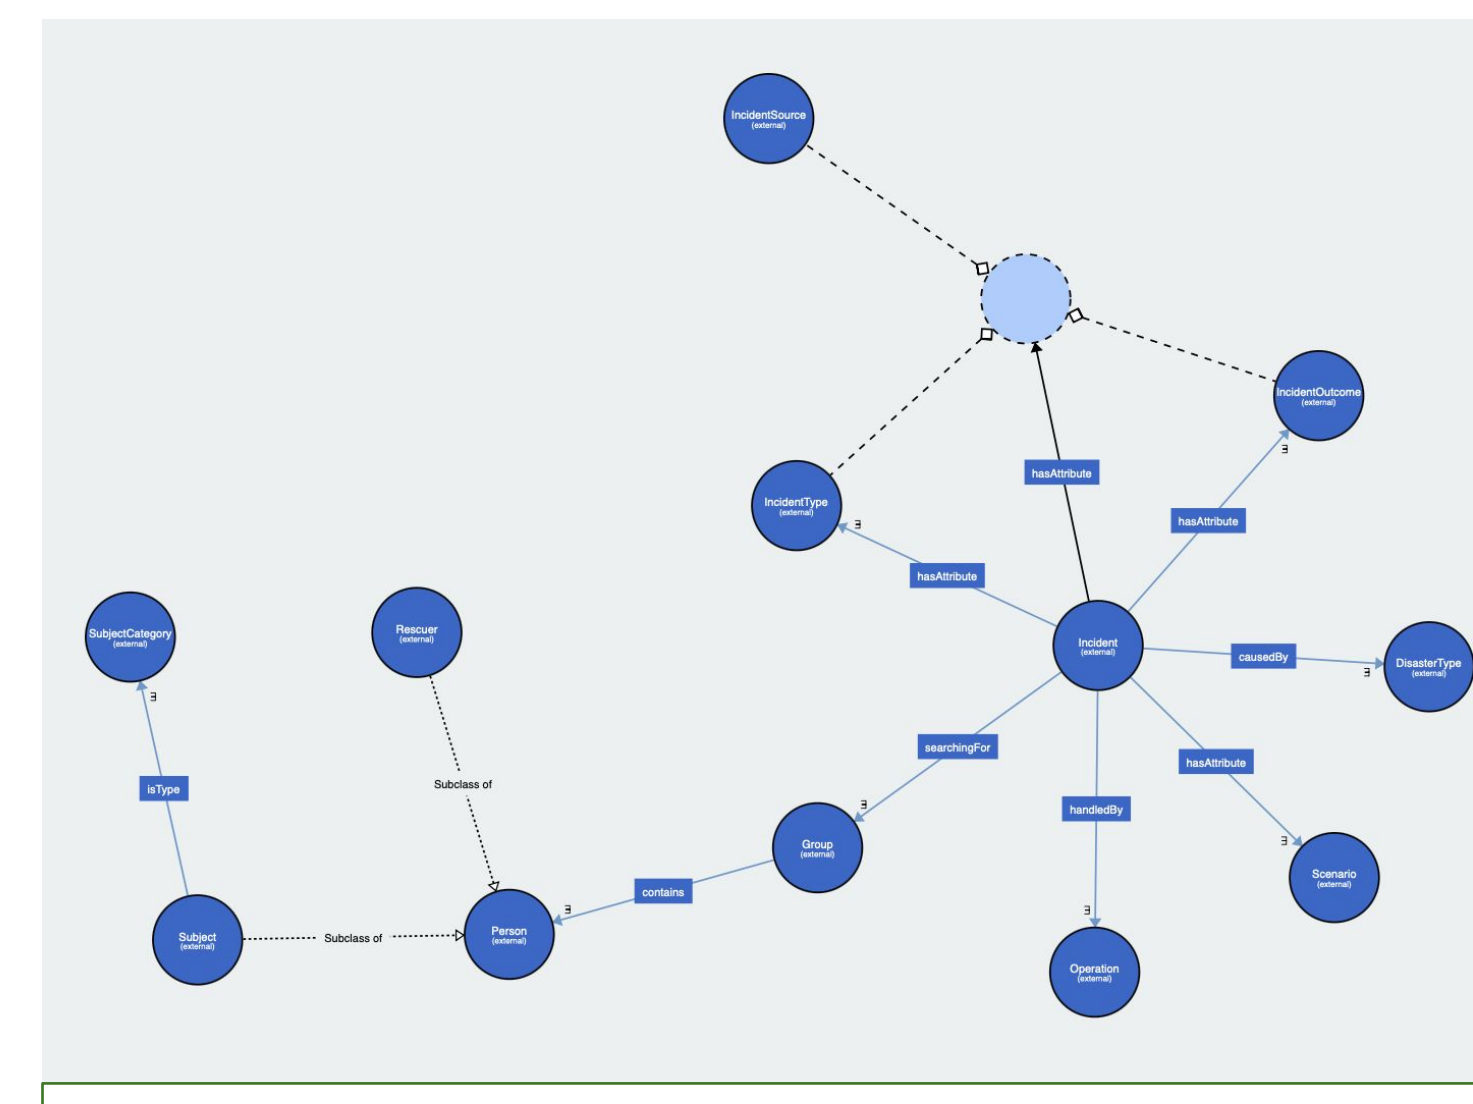 IncidentSource
(external)
IncidentOutcome
(external)
Ǝ
hasAttribute
IncidentType
(external)
Ǝ
hasAttribute
hasAttribute
SubjectCategory
(external)
Rescuer
(external)
Incident
(external)
causedBy
DisasterType
(external)
Ǝ
Ǝ
searchingFor
hasAttribute
isType
Subclass of
handledBy
Ǝ
Group
(external)
Ǝ
Scenario
(external)
contains
Ǝ
Ǝ
Subject
(external)
Subclass of
Person
(external)
Operation
(external)